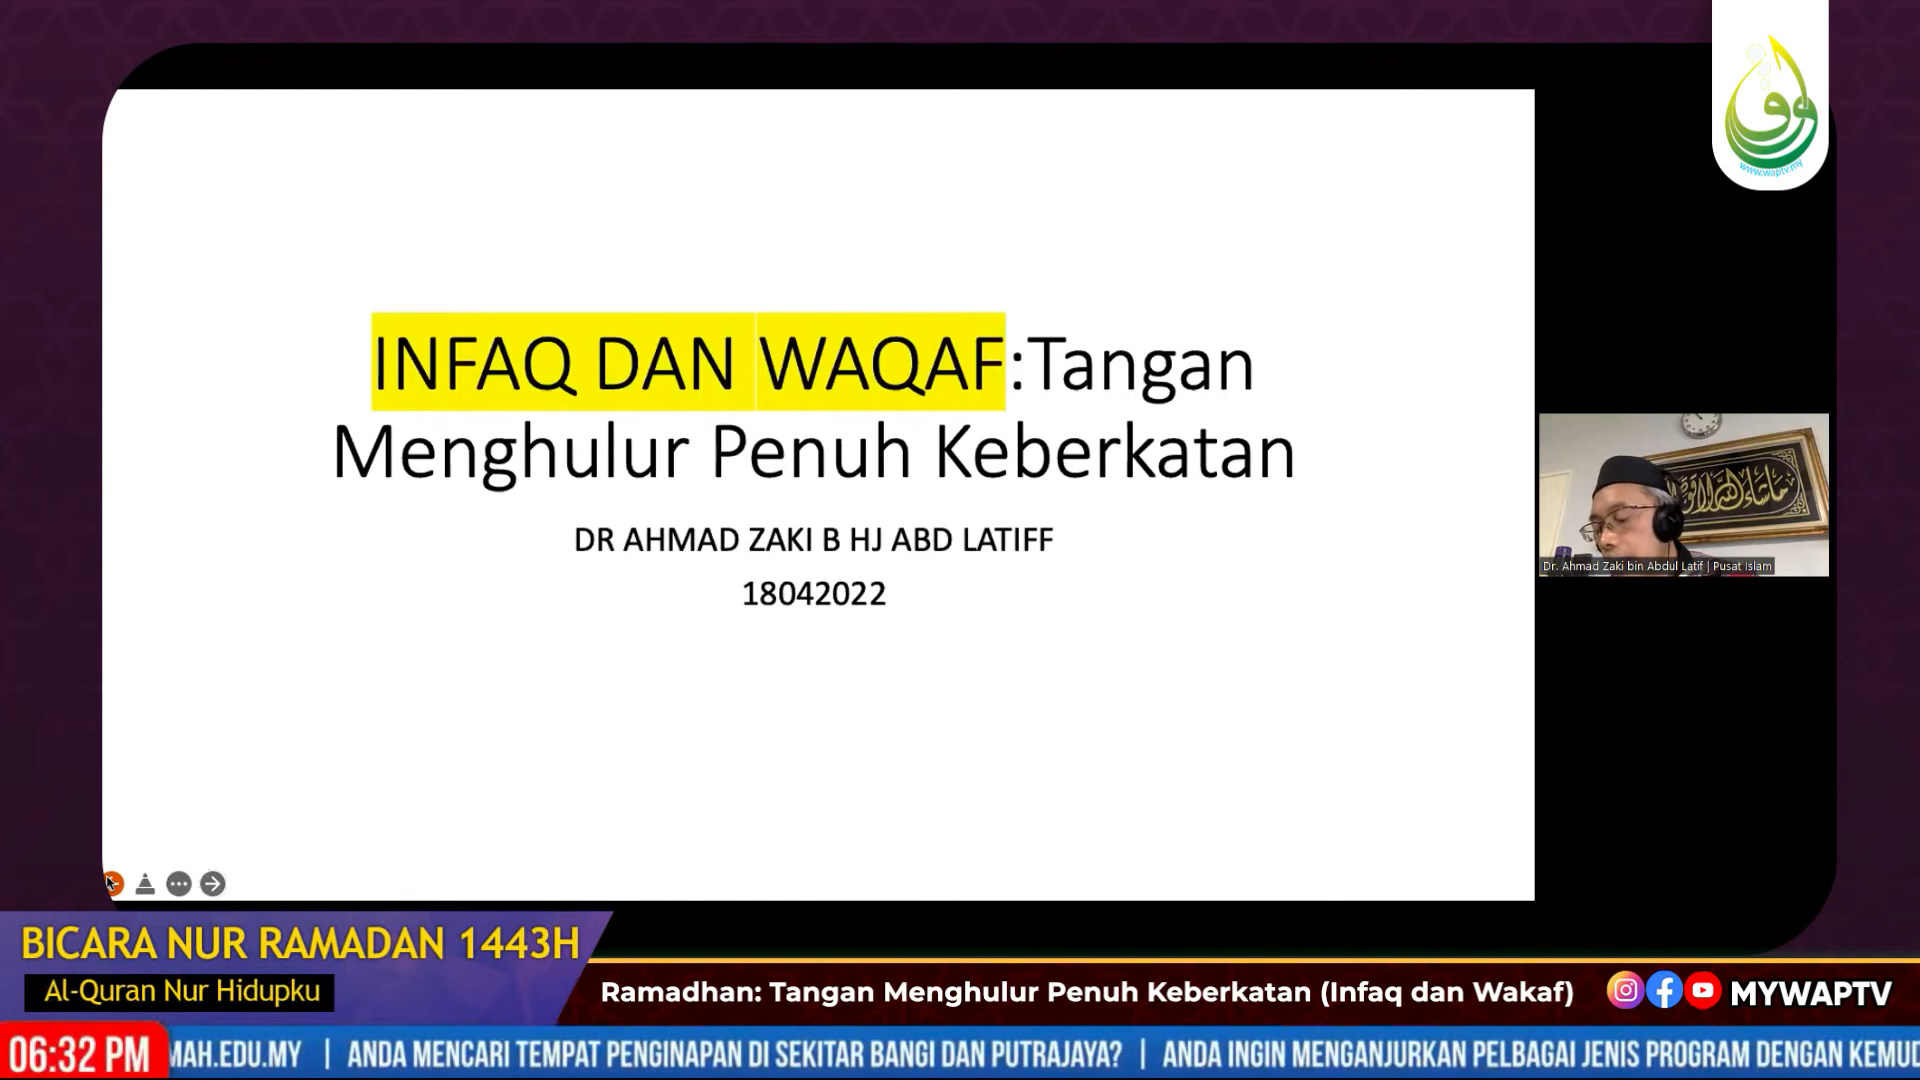 www.waptv.my
INFAQ DAN WAQAF:Tangan
Menghulur Penuh Keberkatan
DR AHMAD ZAKI B HJ ABD LATIFF
18042022
Dr. Ahmad Zaki bin Abdul Latif | Pusat Islam
BICARA NUR RAMADAN 1443H
Al-Quran Nur Hidupku
Ramadhan: Tangan Menghulur Penuh Keberkatan (Infaq dan Wakaf)
MYWAPTV
06:32 PM
MAH.EDU.MY | ANDA MENCARI TEMPAT PENGINAPAN DI SEKITAR BANGI DAN PUTRAJAYA? | ANDA INGIN MENGANJURKAN PELBAGAI JENIS PROGRAM DENGAN KEMUD